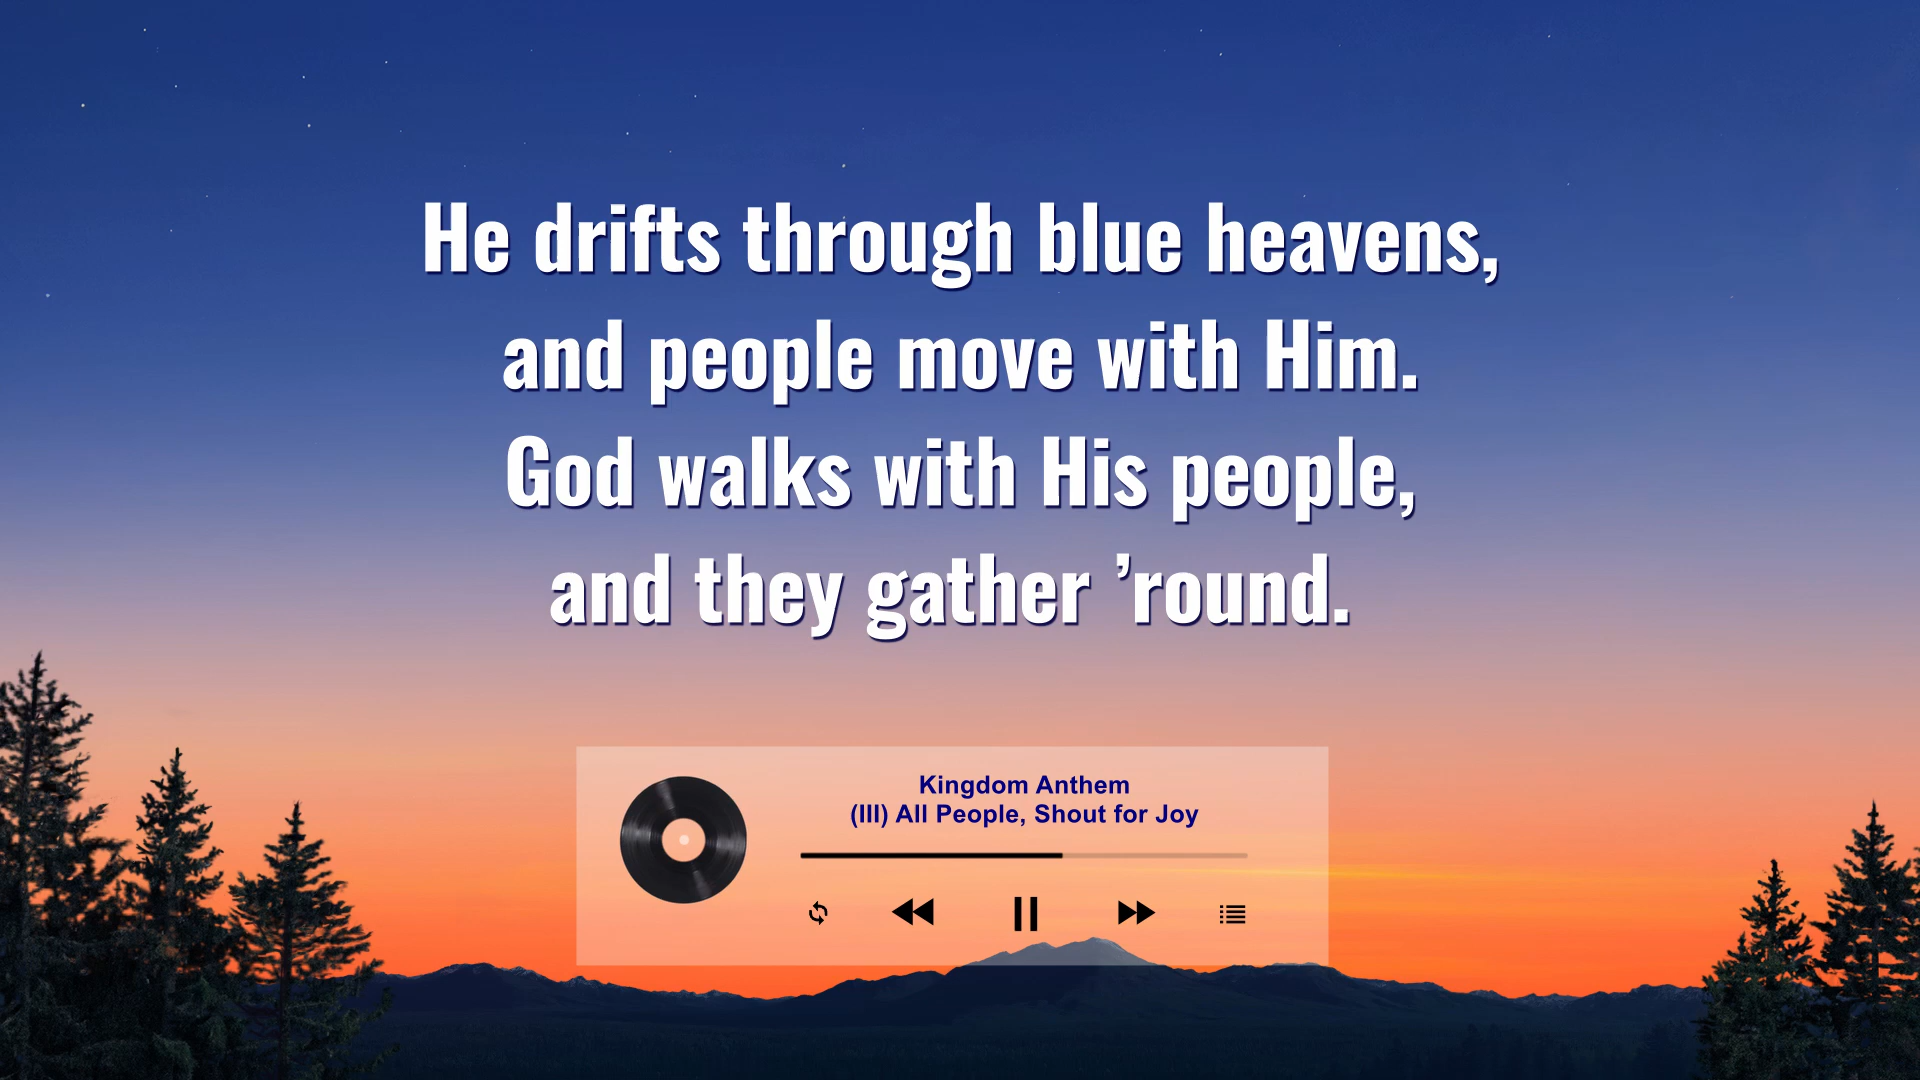 He drifts through blue heavens,
and people move with Him.
God walks with His people,
and they gather ’round.
Kingdom Anthem
(III) All People, Shout for Joy